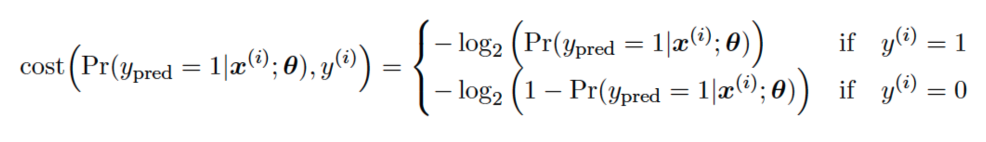 cost(Pr(y_pred = 1|x^(i); θ), y^(i)) = { − log₂ (Pr(y_pred = 1|x^(i); θ)) if y^(i) = 1
− log₂ (1 − Pr(y_pred = 1|x^(i); θ)) if y^(i) = 0